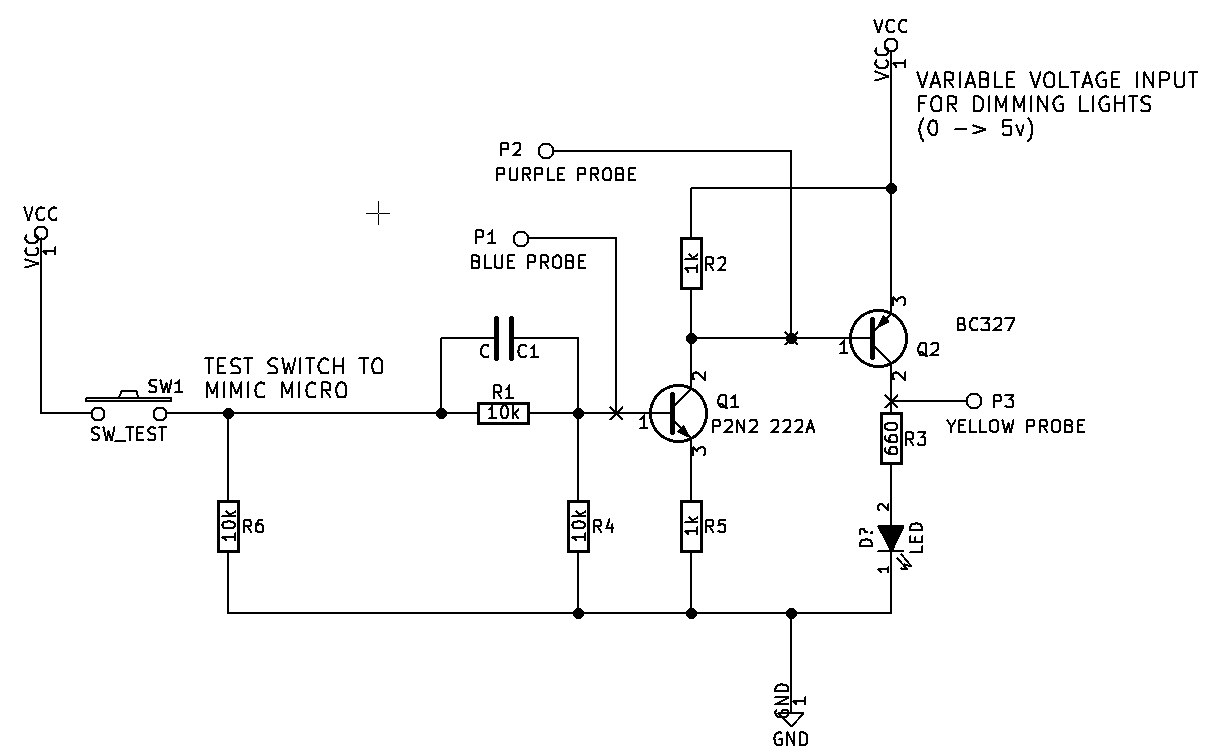 VCC
VCC
1
VARIABLE VOLTAGE INPUT
FOR DIMMING LIGHTS
(0 -> 5v)
P2
PURPLE PROBE
VCC
VCC
1
P1
BLUE PROBE
1k
R2
3
BC327
1
Q2
2
C
C1
TEST SWITCH TO
MIMIC MICRO
SW1
SW_TEST
R1
10k
2
Q1
1
P2N2 222A
3
P3
YELLOW PROBE
660
R3
10k
R6
10k
R4
1k
R5
2
D?
LED
1
GND
1
GND